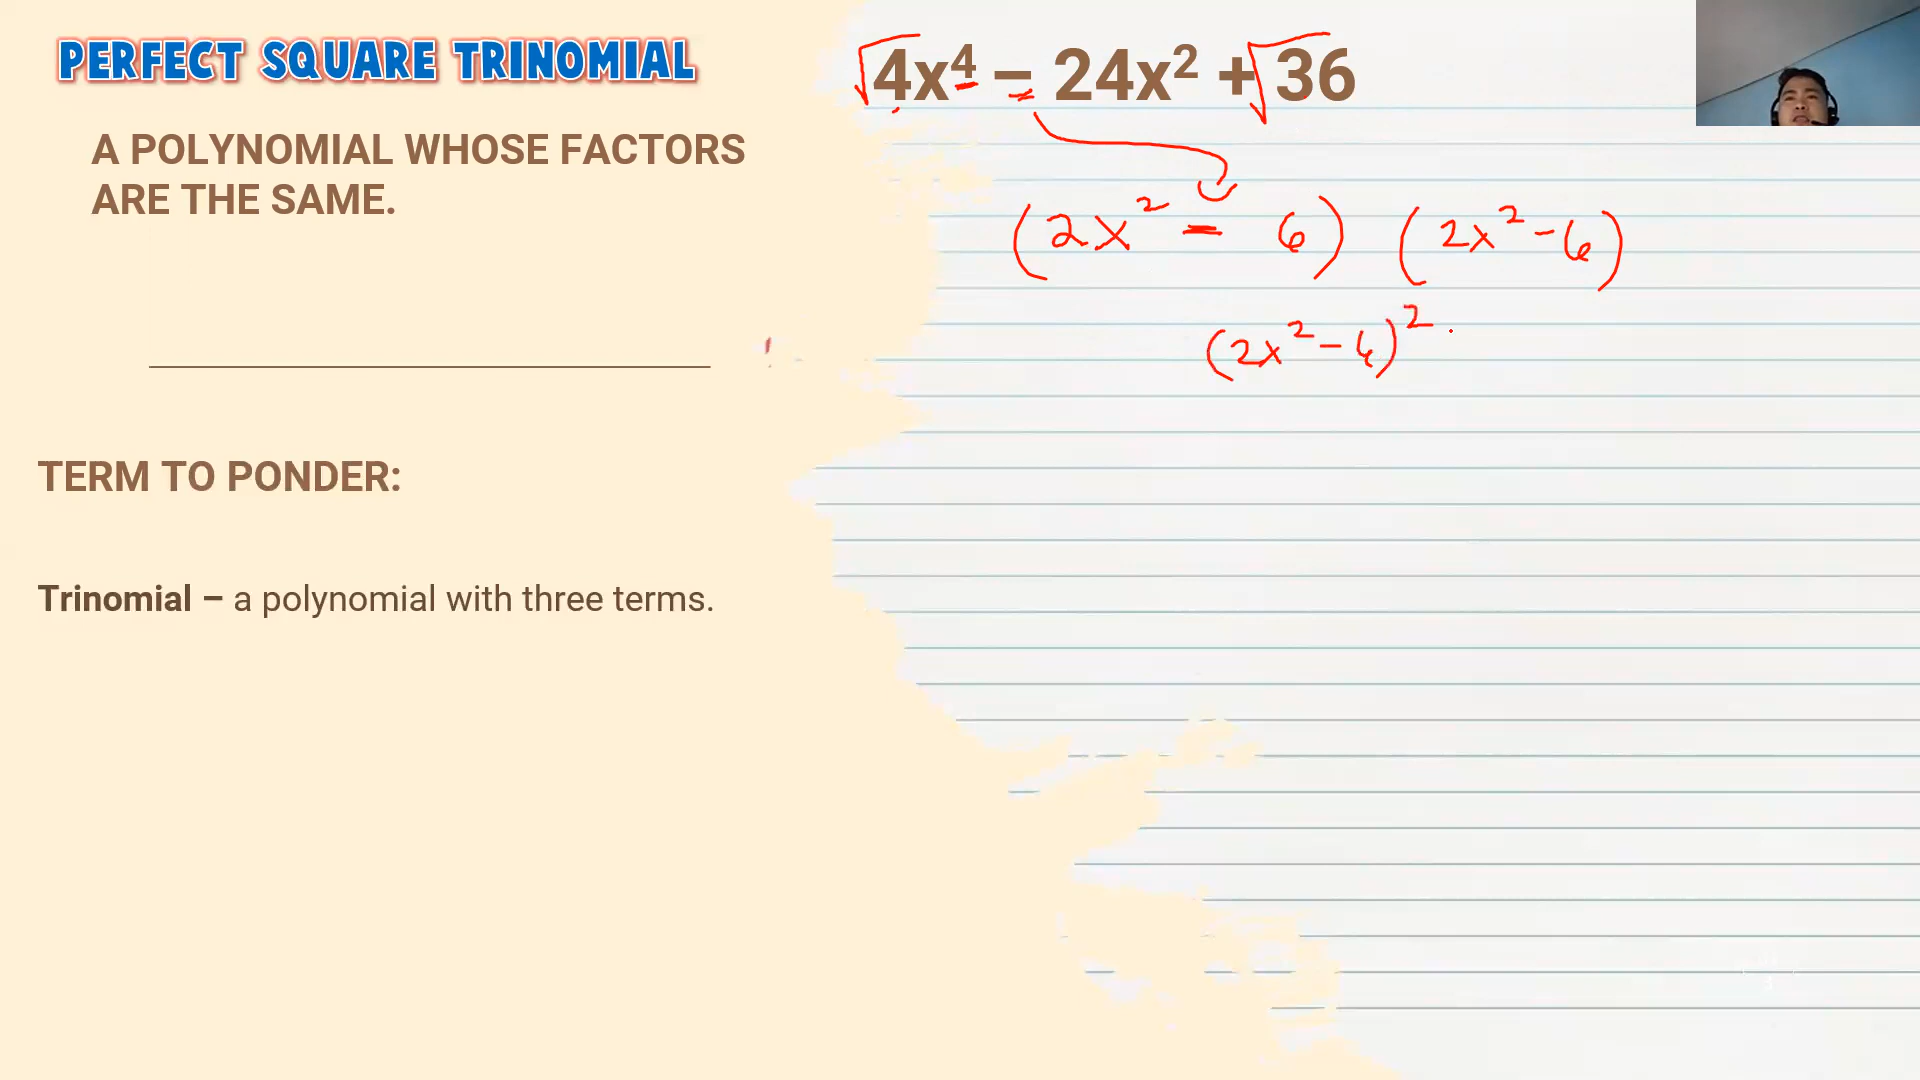 PERFECT SQUARE TRINOMIAL
A POLYNOMIAL WHOSE FACTORS
ARE THE SAME.
TERM TO PONDER:
Trinomial – a polynomial with three terms.
√4x⁴ – 24x² + √36
(2x² - 6) (2x² - 6)
(2x² - 6)²